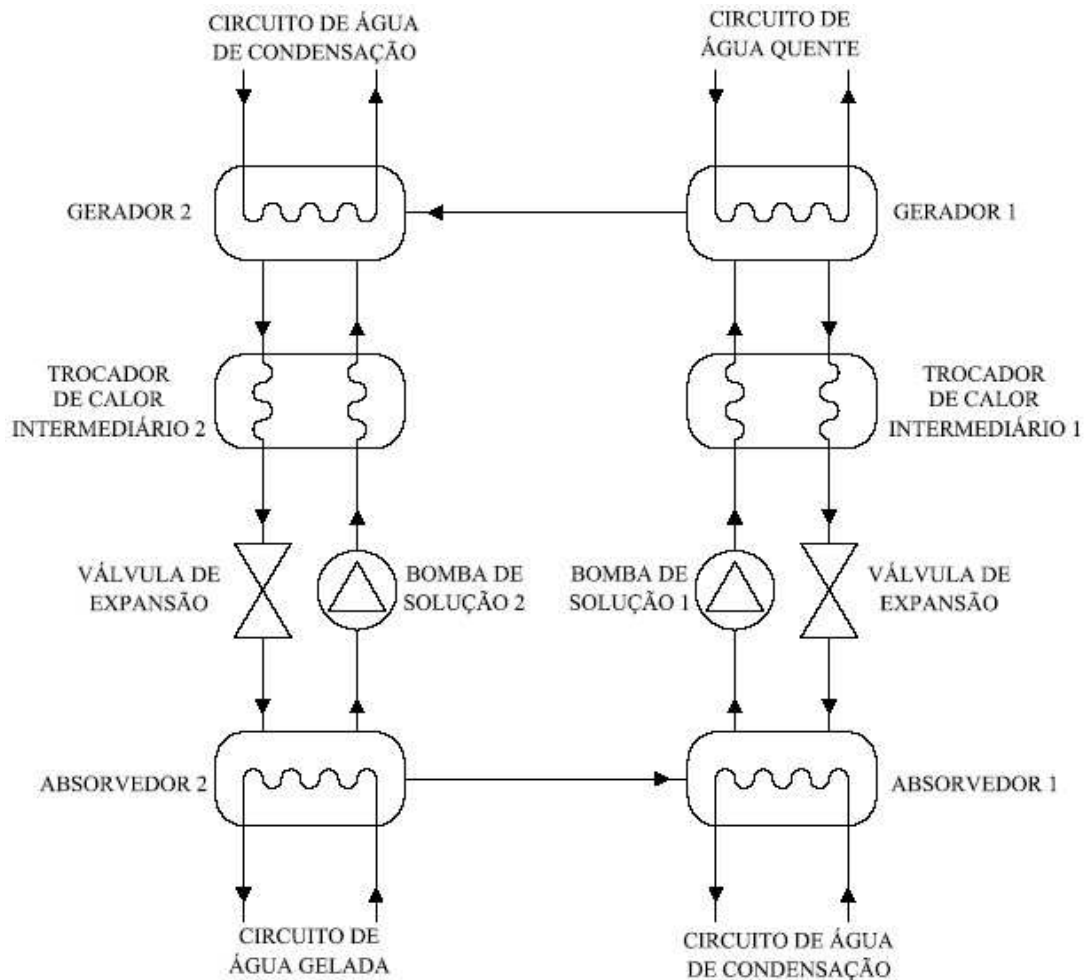 CIRCUITO DE ÁGUA
DE CONDENSAÇÃO
CIRCUITO DE
ÁGUA QUENTE
GERADOR 2
GERADOR 1
TROCADOR
DE CALOR
INTERMEDIÁRIO 2
TROCADOR
DE CALOR
INTERMEDIÁRIO 1
VÁLVULA DE
EXPANSÃO
BOMBA DE
SOLUÇÃO 2
BOMBA DE
SOLUÇÃO 1
VÁLVULA DE
EXPANSÃO
ABSORVEDOR 2
ABSORVEDOR 1
CIRCUITO DE
ÁGUA GELADA
CIRCUITO DE ÁGUA
DE CONDENSAÇÃO